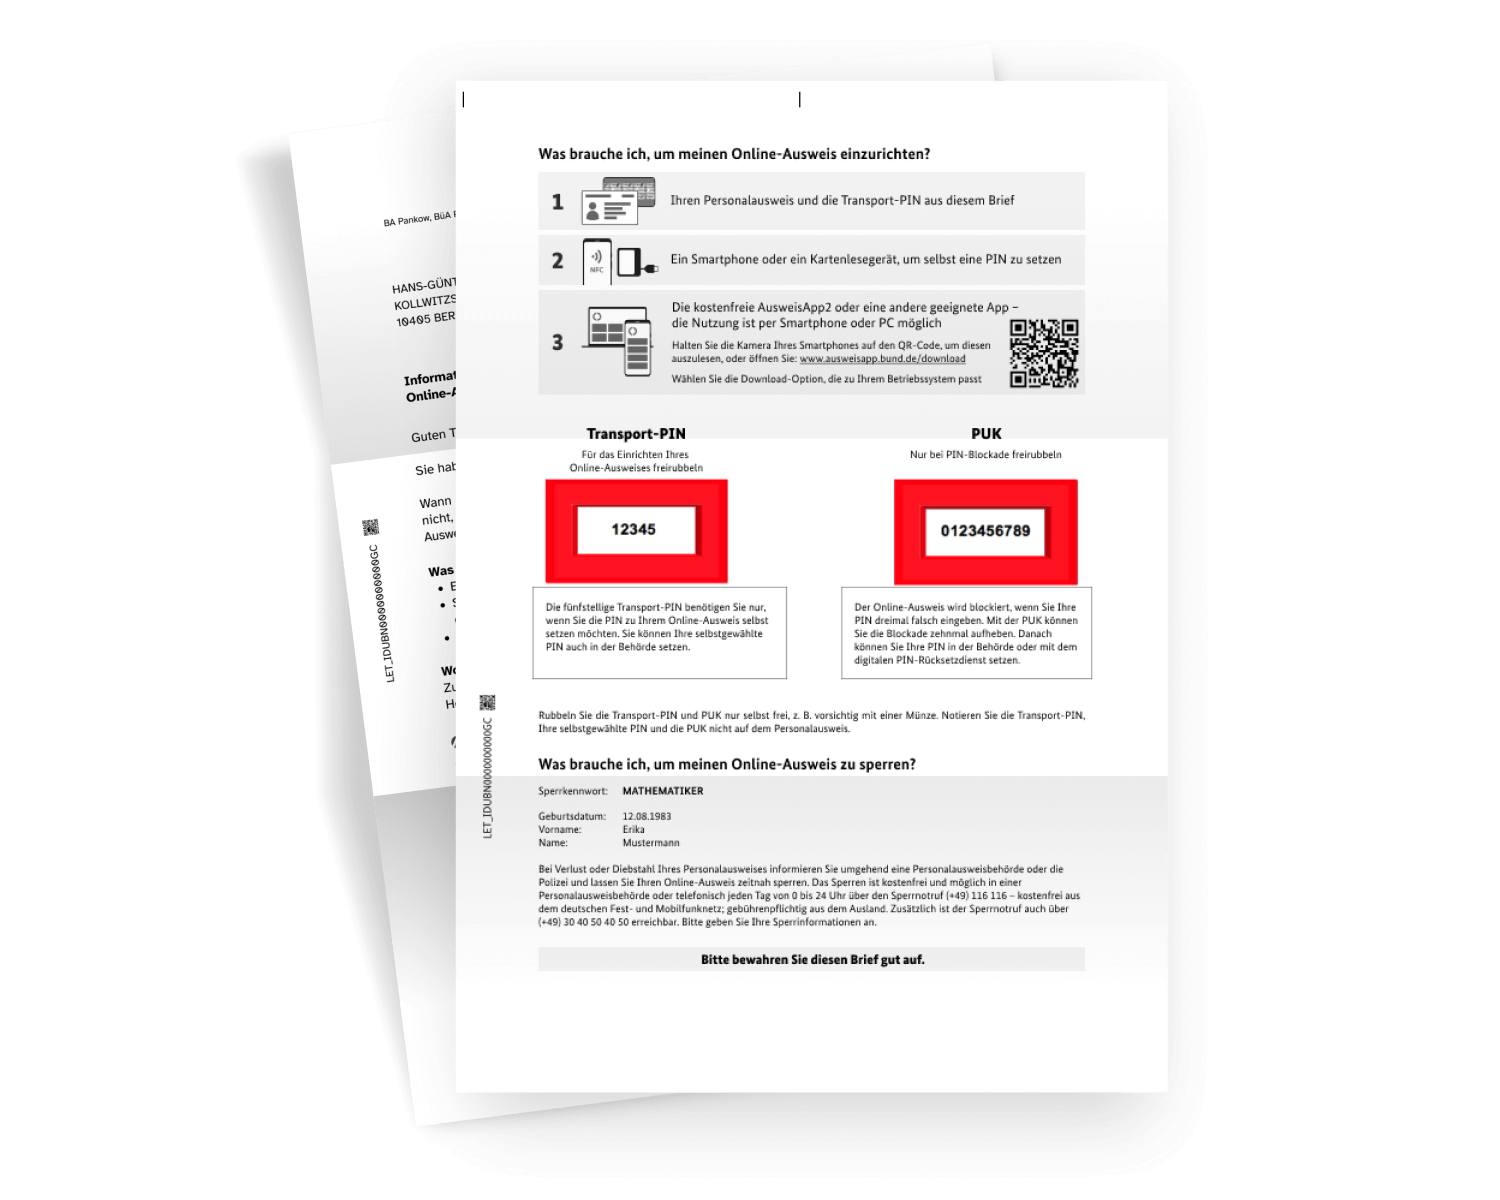 Was brauche ich, um meinen Online-Ausweis einzurichten?
1
Ihren Personalausweis und die Transport-PIN aus diesem Brief
2
NFC
Ein Smartphone oder ein Kartenlesegerät, um selbst eine PIN zu setzen
3
Die kostenfreie AusweisApp2 oder eine andere geeignete App –
die Nutzung ist per Smartphone oder PC möglich
Halten Sie die Kamera Ihres Smartphones auf den QR-Code, um diesen
auszulesen, oder öffnen Sie: www.ausweisapp.bund.de/download
Wählen Sie die Download-Option, die zu Ihrem Betriebssystem passt
Transport-PIN
Für das Einrichten Ihres
Online-Ausweises freirubbeln
12345
Die fünfstellige Transport-PIN benötigen Sie nur,
wenn Sie die PIN zu Ihrem Online-Ausweis selbst
setzen möchten. Sie können Ihre selbstgewählte
PIN auch in der Behörde setzen.
PUK
Nur bei PIN-Blockade freirubbeln
0123456789
Der Online-Ausweis wird blockiert, wenn Sie Ihre
PIN dreimal falsch eingeben. Mit der PUK können
Sie die Blockade zehnmal aufheben. Danach
können Sie Ihre PIN in der Behörde oder mit dem
digitalen PIN-Rücksetzdienst setzen.
Rubbeln Sie die Transport-PIN und PUK nur selbst frei, z. B. vorsichtig mit einer Münze. Notieren Sie die Transport-PIN,
Ihre selbstgewählte PIN und die PUK nicht auf dem Personalausweis.
Was brauche ich, um meinen Online-Ausweis zu sperren?
Sperrkennwort: MATHEMATIKER
Geburtsdatum: 12.08.1983
Vorname: Erika
Name: Mustermann
Bei Verlust oder Diebstahl Ihres Personalausweises informieren Sie umgehend eine Personalausweisbehörde oder die
Polizei und lassen Sie Ihren Online-Ausweis zeitnah sperren. Das Sperren ist kostenfrei und möglich in einer
Personalausweisbehörde oder telefonisch jeden Tag von 0 bis 24 Uhr über den Sperrnotruf (+49) 116 116 – kostenfrei aus
dem deutschen Fest- und Mobilfunknetz; gebührenpflichtig aus dem Ausland. Zusätzlich ist der Sperrnotruf auch über
(+49) 30 40 50 40 50 erreichbar. Bitte geben Sie Ihre Sperrinformationen an.
Bitte bewahren Sie diesen Brief gut auf.
LET_IDUBN0000000000GC
BA Pankow, BüA
HANS-GÜNT
KOLLWITZS
10405 BER
Informat
Online-A
Guten T
Sie hab
Wann
nicht,
Auswe
Was
Wo
Zu
He
LET_IDUBN0000000000GC